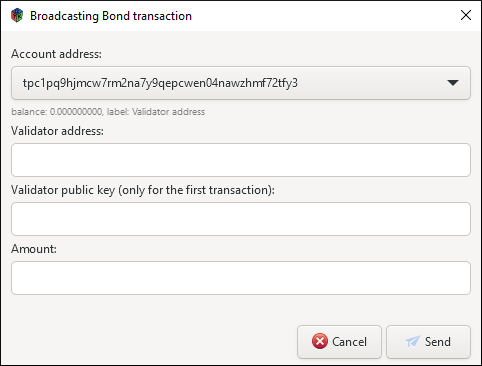 Broadcasting Bond transaction
Account address:
tpc1pq9hjmcw7rm2na7y9qepcwen04nawzhmf72tfy3
balance: 0.000000000, label: Validator address
Validator address:
Validator public key (only for the first transaction):
Amount:
Cancel
Send